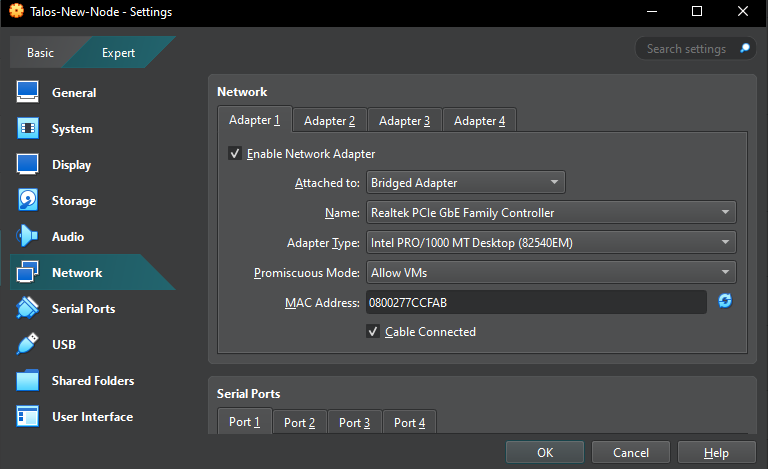 Talos-New-Node - Settings
Basic Expert Search settings
General
System
Display
Storage
Audio
Network
Serial Ports
USB
Shared Folders
User Interface
Network
Adapter 1 Adapter 2 Adapter 3 Adapter 4
Enable Network Adapter
Attached to: Bridged Adapter
Name: Realtek PCIe GbE Family Controller
Adapter Type: Intel PRO/1000 MT Desktop (82540EM)
Promiscuous Mode: Allow VMs
MAC Address: 0800277CCFAB
Cable Connected
Serial Ports
Port 1 Port 2 Port 3 Port 4
OK Cancel Help